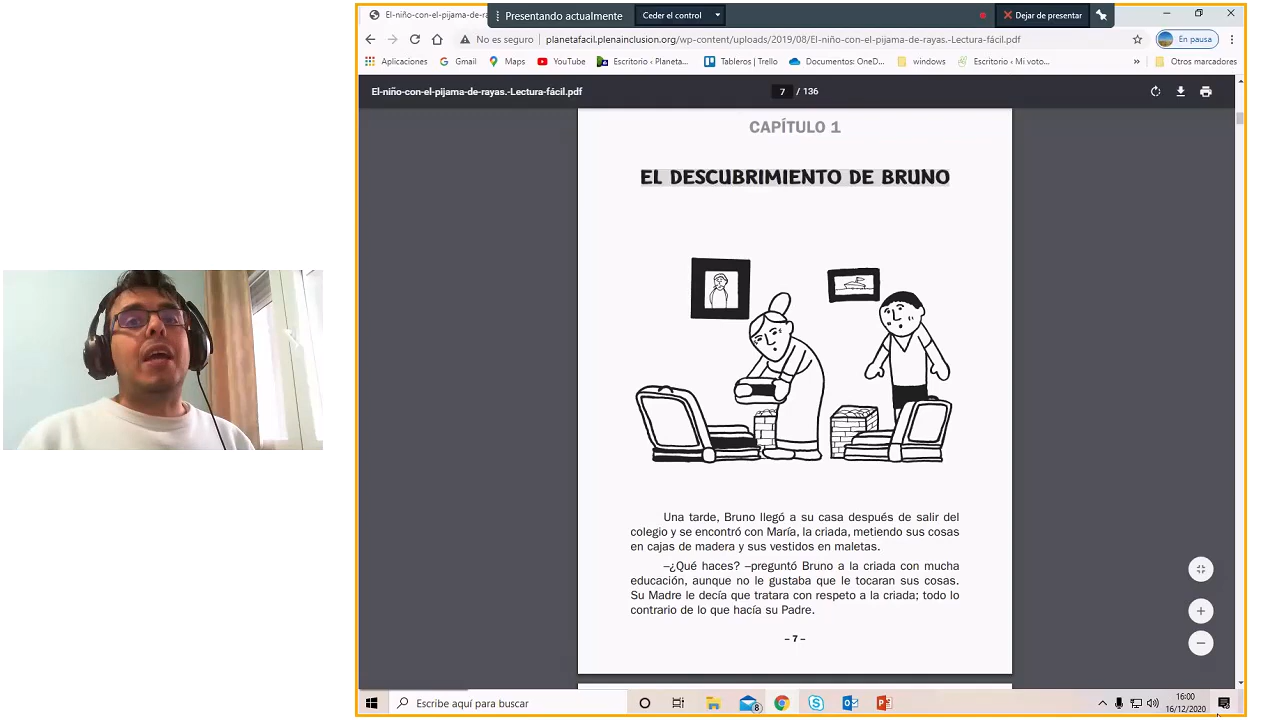 El-niño-con-el-pijama-de-ra
Presentando actualmente
Ceder el control
Dejar de presentar
No es seguro
planetafacil.plenainclusion.org/wp-content/uploads/2019/08/El-niño-con-el-pijama-de-rayas.-Lectura-fácil.pdf
En pausa
Aplicaciones
Gmail
Maps
YouTube
Escritorio ‹ Planeta...
Tableros | Trello
Documentos: OneD...
windows
Escritorio ‹ Mi voto...
»
Otros marcadores
El-niño-con-el-pijama-de-rayas.-Lectura-fácil.pdf
7 / 136
CAPÍTULO 1
EL DESCUBRIMIENTO DE BRUNO
Una tarde, Bruno llegó a su casa después de salir del
colegio y se encontró con María, la criada, metiendo sus cosas
en cajas de madera y sus vestidos en maletas.
–¿Qué haces? –preguntó Bruno a la criada con mucha
educación, aunque no le gustaba que le tocaran sus cosas.
Su Madre le decía que tratara con respeto a la criada; todo lo
contrario de lo que hacía su Padre.
– 7 –
Escribe aquí para buscar
8
16:00
16/12/2020